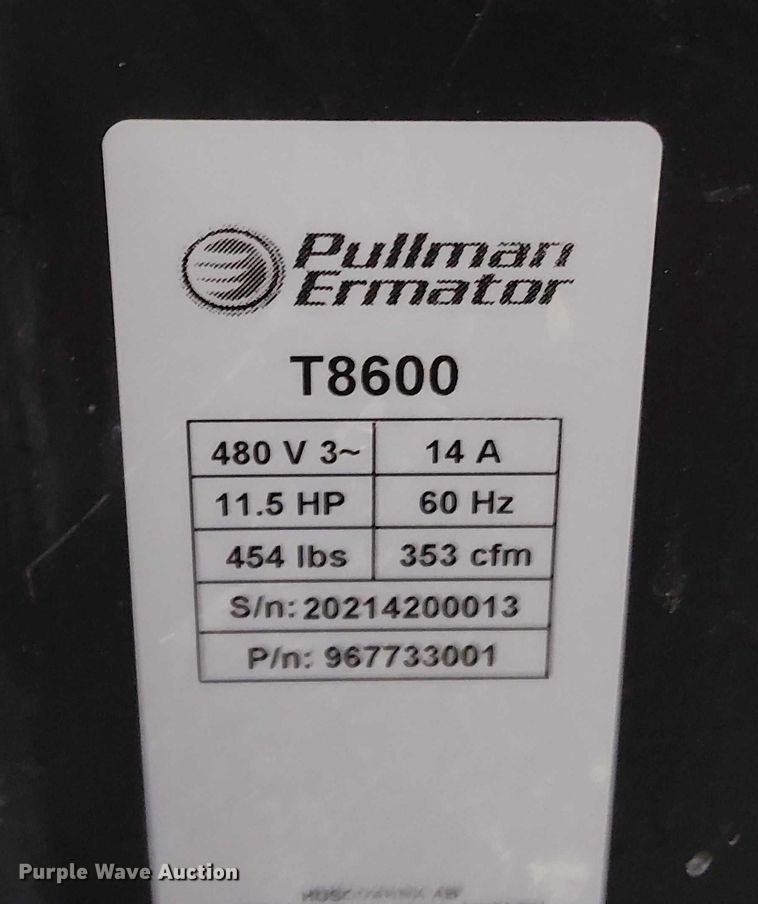 Pullman
Ermator
T8600
480 V 3~ 14 A
11.5 HP 60 Hz
454 lbs 353 cfm
S/n: 20214200013
P/n: 967733001
Purple Wave Auction